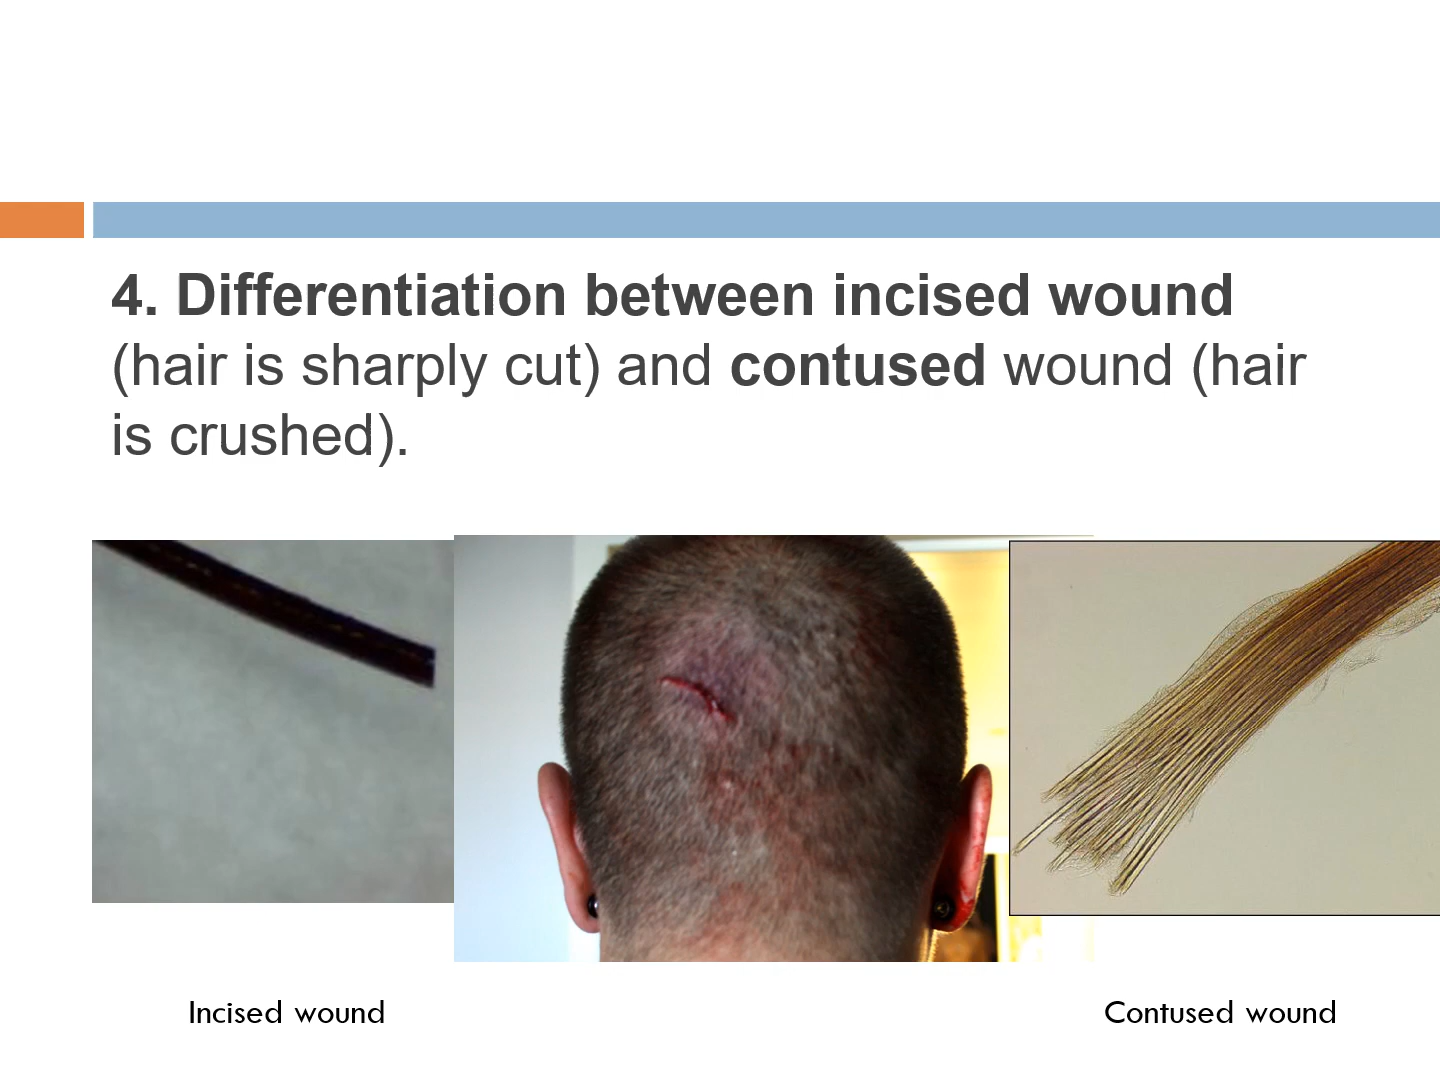 4. Differentiation between incised wound
(hair is sharply cut) and contused wound (hair
is crushed).
Incised wound
Contused wound